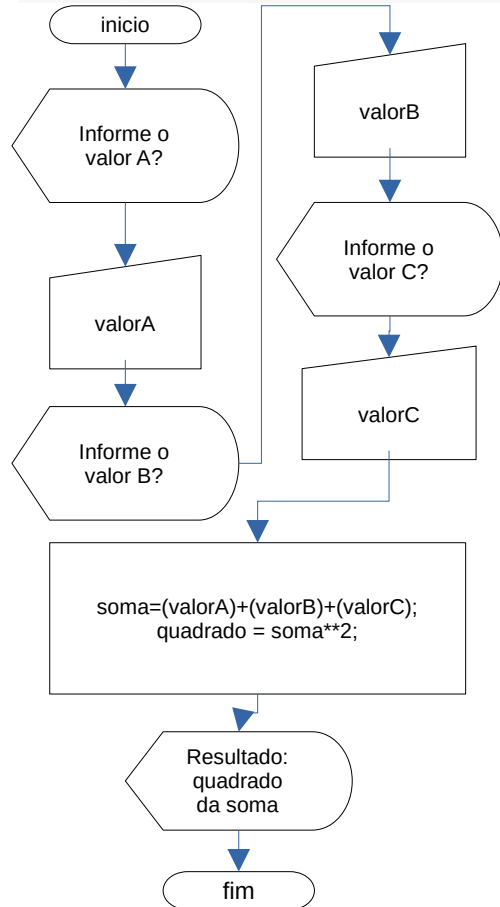 inicio
Informe o
valor A?
valorA
Informe o
valor B?
valorB
Informe o
valor C?
valorC
soma=(valorA)+(valorB)+(valorC);
quadrado = soma**2;
Resultado:
quadrado
da soma
fim